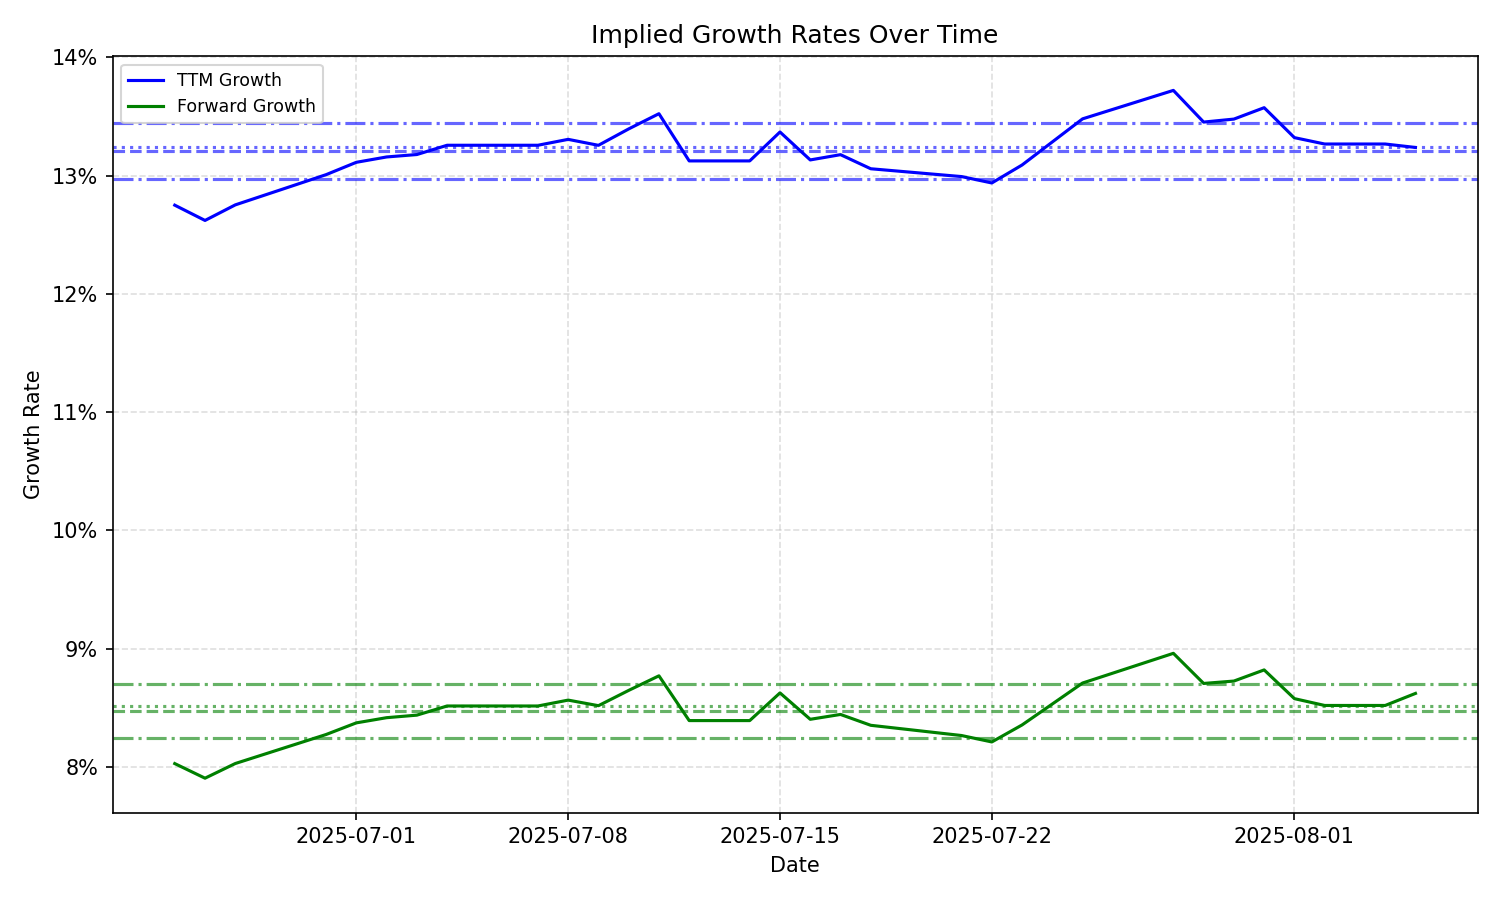 Implied Growth Rates Over Time
14%
TTM Growth
Forward Growth
13%
12%
11%
10%
9%
8%
Growth Rate
2025-07-01 2025-07-08 2025-07-15 2025-07-22 2025-08-01
Date